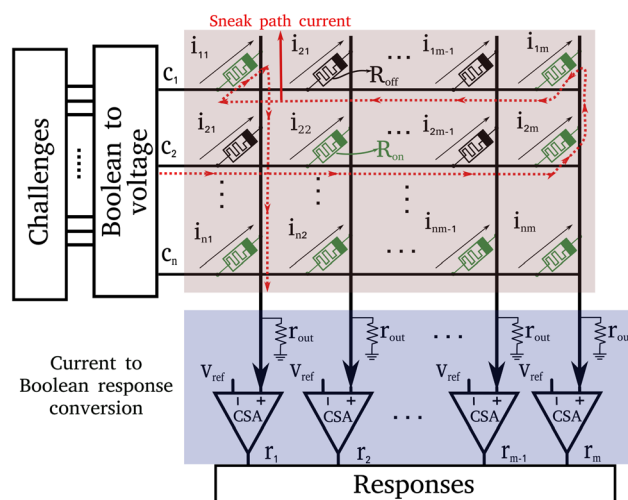 Sneak path current
i11
i21
...
i1m-1
i1m
c1
Roff
i21
i22
...
i2m-1
i2m
c2
Ron
in1
in2
...
inm-1
inm
cn
Challenges
Boolean to
voltage
Current to
Boolean response
conversion
rout
rout
...
rout
rout
Vref
Vref
Vref
Vref
- +
- +
- +
- +
CSA
CSA
...
CSA
CSA
r1
r2
rm-1
rm
Responses